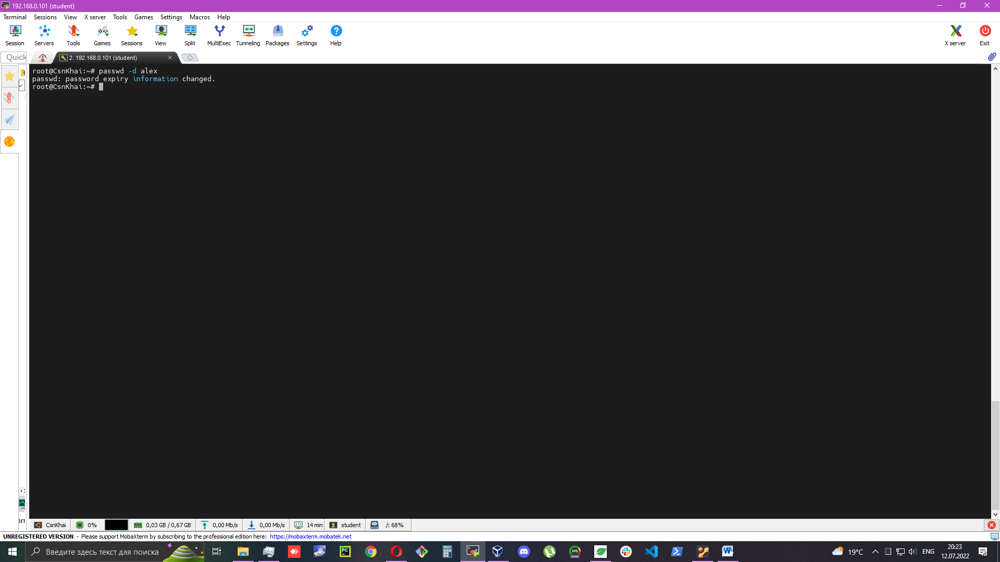 192.168.0.101 (student)
Terminal Sessions View X server Tools Games Settings Macros Help
Session Servers Tools Games Sessions View Split MultiExec Tunneling Packages Settings Help X server Exit
Quick
2. 192.168.0.101 (student)
root@CsnKhai:~# passwd -d alex
passwd: password expiry information changed.
root@CsnKhai:~#
CsnKhai 0% 0,03 GB / 0,67 GB 0,00 Mb/s 0,00 Mb/s 14 min student /: 68%
UNREGISTERED VERSION - Please support MobaXterm by subscribing to the professional edition here: https://mobaxterm.mobatek.net
Введите здесь текст для поиска
19°C ENG 20:23
12.07.2022